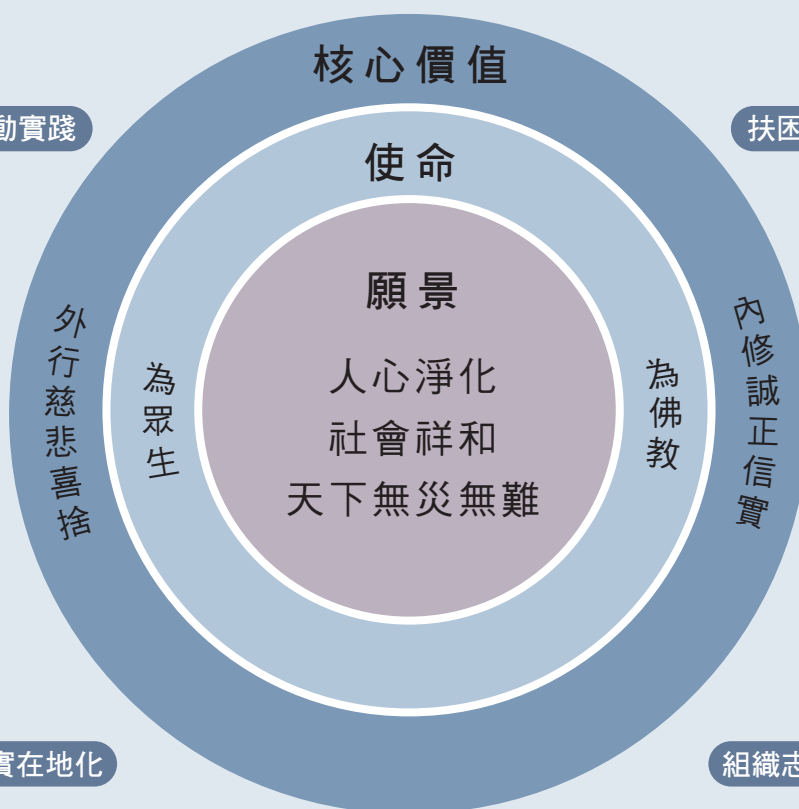 核心價值
動實踐
扶困
使命
願景
人心淨化
社會祥和
天下無災無難
為佛教
為眾生
內修誠正信實
外行慈悲喜捨
實在地化
組織志